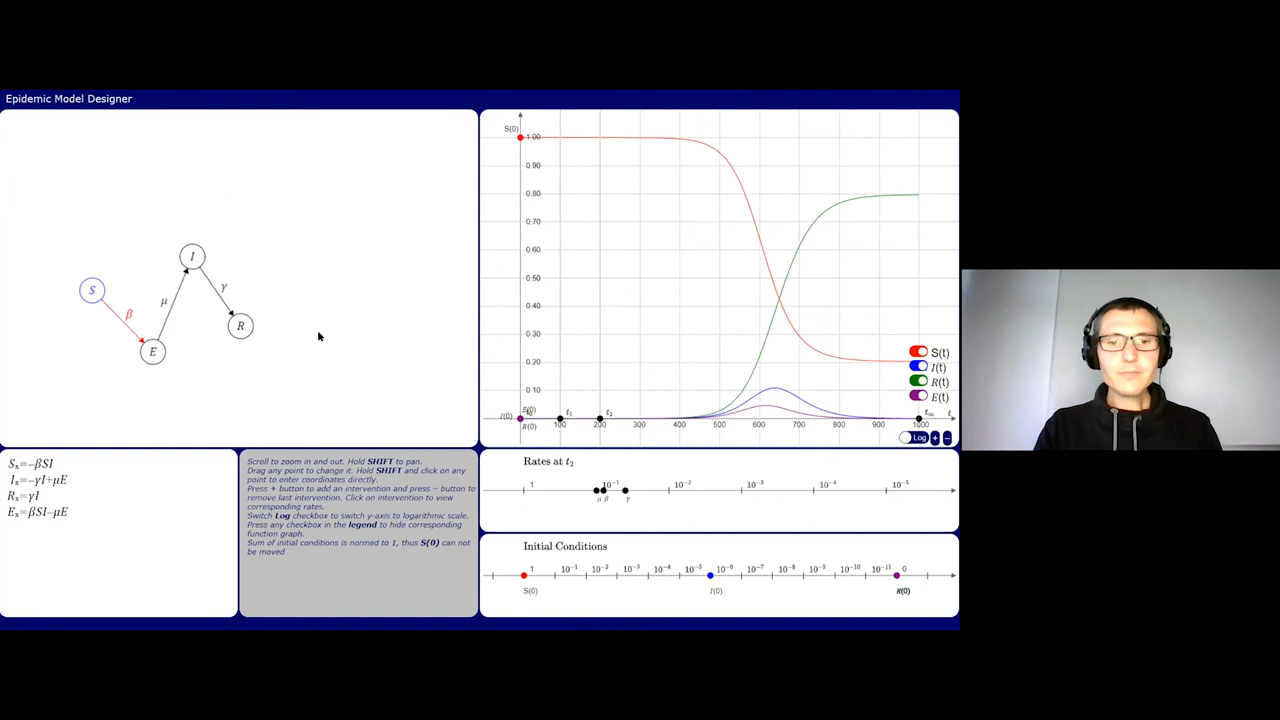 Epidemic Model Designer
S
β
E
μ
I
γ
R
S(0)
1.00
0.90
0.80
0.70
0.60
0.50
0.40
0.30
0.20
0.10
S(t)
I(t)
R(t)
E(t)
I(0)
E(0)
R(0)
t₁
t₂
t∞
t
100
200
300
400
500
600
700
800
900
1000
Log
+
−
Sₓ=−βSI
Iₓ=−γI+μE
Rₓ=γI
Eₓ=βSI−μE
Scroll to zoom in and out. Hold SHIFT to pan.
Drag any point to change it. Hold SHIFT and click on any
point to enter coordinates directly.
Press + button to add an intervention and press − button to
remove last intervention. Click on intervention to view
corresponding rates.
Switch Log checkbox to switch y-axis to logarithmic scale.
Press any checkbox in the legend to hide corresponding
function graph.
Sum of initial conditions is normed to 1, thus S(0) can not
be moved
Rates at t₂
1 10⁻¹ 10⁻² 10⁻³ 10⁻⁴ 10⁻⁵
μ β γ
Initial Conditions
1 10⁻¹ 10⁻² 10⁻³ 10⁻⁴ 10⁻⁵ 10⁻⁶ 10⁻⁷ 10⁻⁸ 10⁻⁹ 10⁻¹⁰ 10⁻¹¹ 0
S(0) I(0)